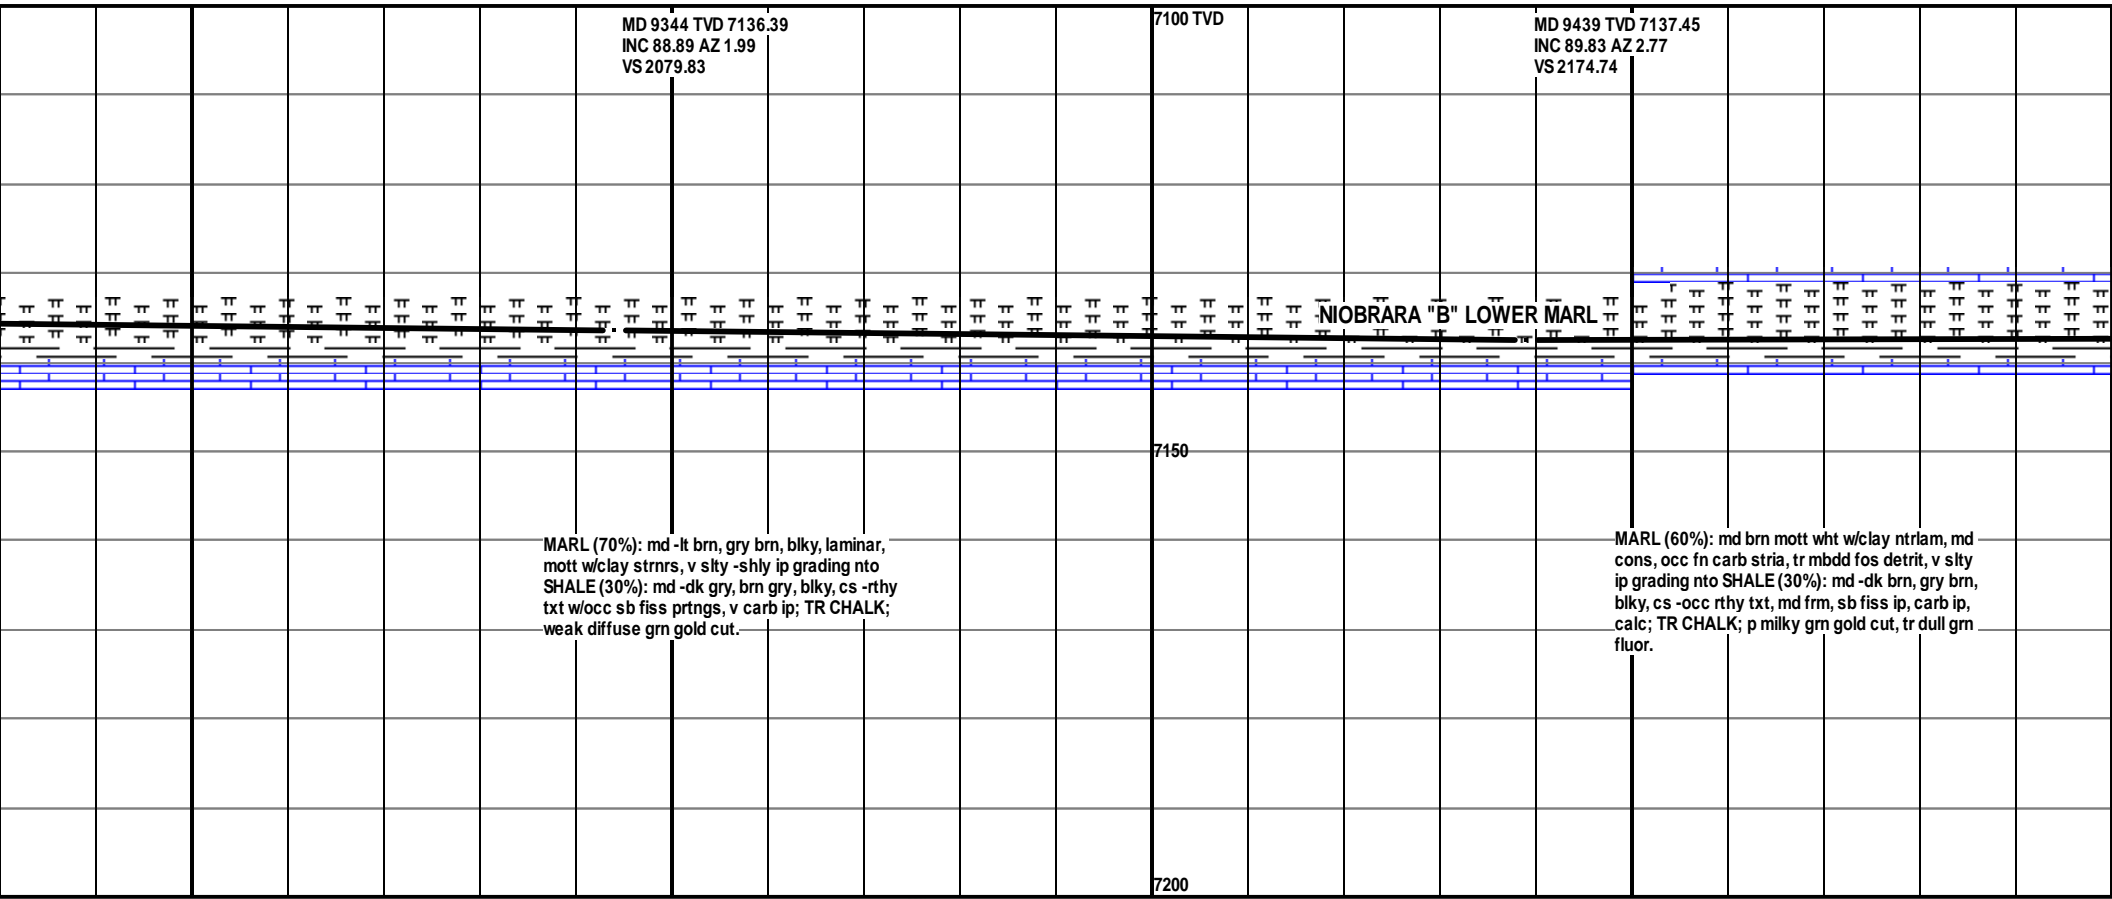 MD 9344 TVD 7136.39
INC 88.89 AZ 1.99
VS 2079.83
7100 TVD
MD 9439 TVD 7137.45
INC 89.83 AZ 2.77
VS 2174.74
NIOBRARA "B" LOWER MARL
7150
MARL (70%): md -lt brn, gry brn, blky, laminar,
mott w/clay strnrs, v slty -shly ip grading nto
SHALE (30%): md -dk gry, brn gry, blky, cs -rthy
txt w/occ sb fiss prtngs, v carb ip; TR CHALK;
weak diffuse grn gold cut.
MARL (60%): md brn mott wht w/clay ntrlam, md
cons, occ fn carb stria, tr mbdd fos detrit, v slty
ip grading nto SHALE (30%): md -dk brn, gry brn,
blky, cs -occ rthy txt, md frm, sb fiss ip, carb ip,
calc; TR CHALK; p milky grn gold cut, tr dull grn
fluor.
7200